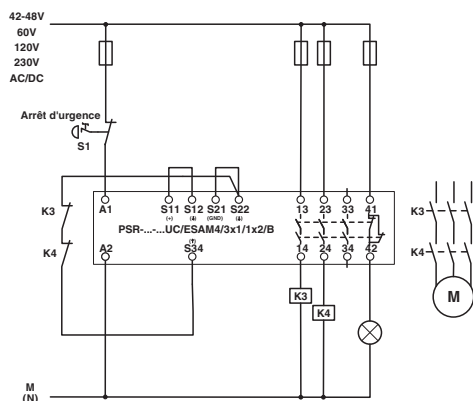 42-48V
60V
120V
230V
AC/DC
Arrêt d'urgence
S1
A1 S11 S12 S21 S22 13 23 33 41
(+) (GND)
K3 K3
PSR-...-...UC/ESAM4/3x1/1x2/B
K4 K4
A2 S34 14 24 34 42
K3
K4
M
M
(N)